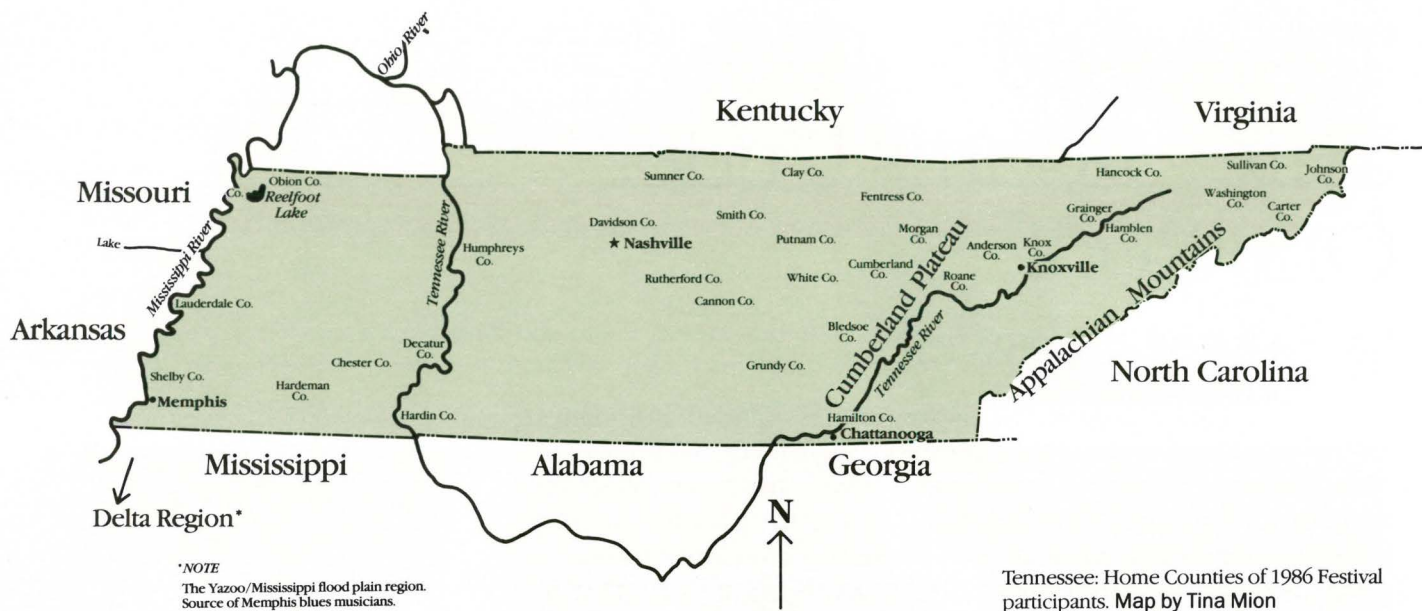 Ohio River
Kentucky
Virginia
Missouri
Obion Co.
Co.
Reelfoot
Lake
Lake
Mississippi River
Tennessee River
Sumner Co.
Clay Co.
Hancock Co.
Sullivan Co.
Johnson
Co.
Fentress Co.
Washington
Co.
Carter
Co.
Davidson Co.
Smith Co.
Grainger
Co.
Hamblen
Co.
Nashville
Humphreys
Co.
Putnam Co.
Morgan
Co.
Anderson
Co.
Knox
Co.
Knoxville
Rutherford Co.
White Co.
Cumberland
Co.
Roane
Co.
Cannon Co.
Lauderdale Co.
Arkansas
Cumberland Plateau
Tennessee River
Appalachian Mountains
Bledsoe
Co.
Decatur
Co.
Chester Co.
Grundy Co.
Shelby Co.
Hardeman
Co.
Memphis
Hardin Co.
Hamilton Co.
Chattanooga
North Carolina
Mississippi
Alabama
Georgia
Delta Region*
N
*NOTE
The Yazoo/Mississippi flood plain region.
Source of Memphis blues musicians.
Tennessee: Home Counties of 1986 Festival
participants. Map by Tina Mion